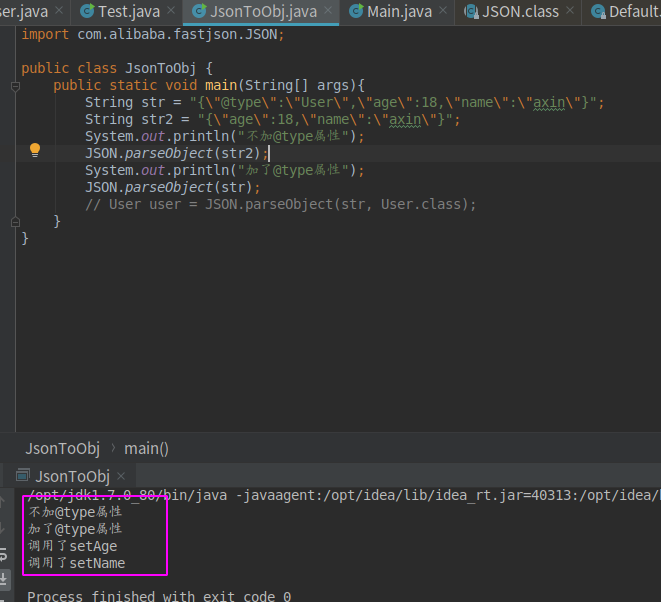 ser.java Test.java JsonToObj.java Main.java JSON.class Default.
import com.alibaba.fastjson.JSON;
public class JsonToObj {
public static void main(String[] args){
String str = "{\"@type\":\"User\",\"age\":18,\"name\":\"axin\"}";
String str2 = "{\"age\":18,\"name\":\"axin\"}";
System.out.println("不加@type属性");
JSON.parseObject(str2);
System.out.println("加了@type属性");
JSON.parseObject(str);
// User user = JSON.parseObject(str, User.class);
}
}
JsonToObj › main()
JsonToObj
/opt/jdk1.7.0_80/bin/java -javaagent:/opt/idea/lib/idea_rt.jar=40313:/opt/idea/
不加@type属性
加了@type属性
调用了setAge
调用了setName
Process finished with exit code 0